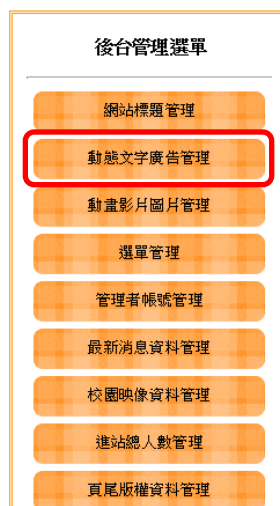 後台管理選單
網站標題管理
動態文字廣告管理
動畫影片圖片管理
選單管理
管理者帳號管理
最新消息資料管理
校園映像資料管理
進站總人數管理
頁尾版權資料管理